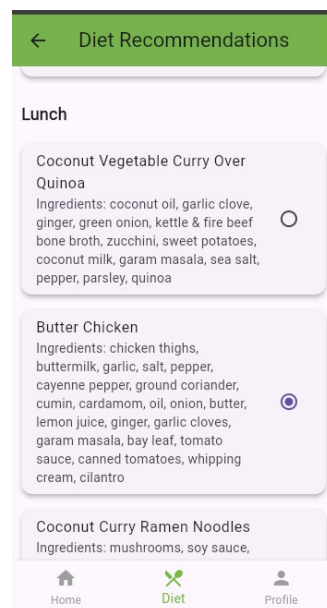 Diet Recommendations
Lunch
Coconut Vegetable Curry Over
Quinoa
Ingredients: coconut oil, garlic clove,
ginger, green onion, kettle & fire beef
bone broth, zucchini, sweet potatoes,
coconut milk, garam masala, sea salt,
pepper, parsley, quinoa
Butter Chicken
Ingredients: chicken thighs,
buttermilk, garlic, salt, pepper,
cayenne pepper, ground coriander,
cumin, cardamom, oil, onion, butter,
lemon juice, ginger, garlic cloves,
garam masala, bay leaf, tomato
sauce, canned tomatoes, whipping
cream, cilantro
Coconut Curry Ramen Noodles
Ingredients: mushrooms, soy sauce,
Home Diet Profile